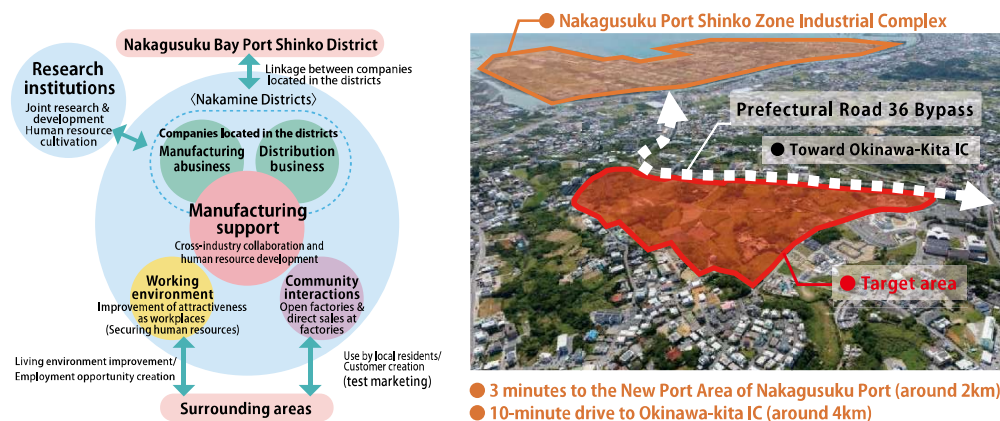 Nakagusuku Bay Port Shinko District
Linkage between companies
located in the districts
Research
institutions
Joint research &
development
Human resource
cultivation
〈Nakamine Districts〉
Companies located in the districts
Manufacturing
abusiness
Distribution
business
Manufacturing
support
Cross-industry collaboration and
human resource development
Working
environment
Improvement of attractiveness
as workplaces
(Securing human resources)
Community
interactions
Open factories &
direct sales at
factories
Living environment improvement/
Employment opportunity creation
Use by local residents/
Customer creation
(test marketing)
Surrounding areas
● Nakagusuku Port Shinko Zone Industrial Complex
Prefectural Road 36 Bypass
● Toward Okinawa-Kita IC
● Target area
● 3 minutes to the New Port Area of Nakagusuku Port (around 2km)
● 10-minute drive to Okinawa-kita IC (around 4km)